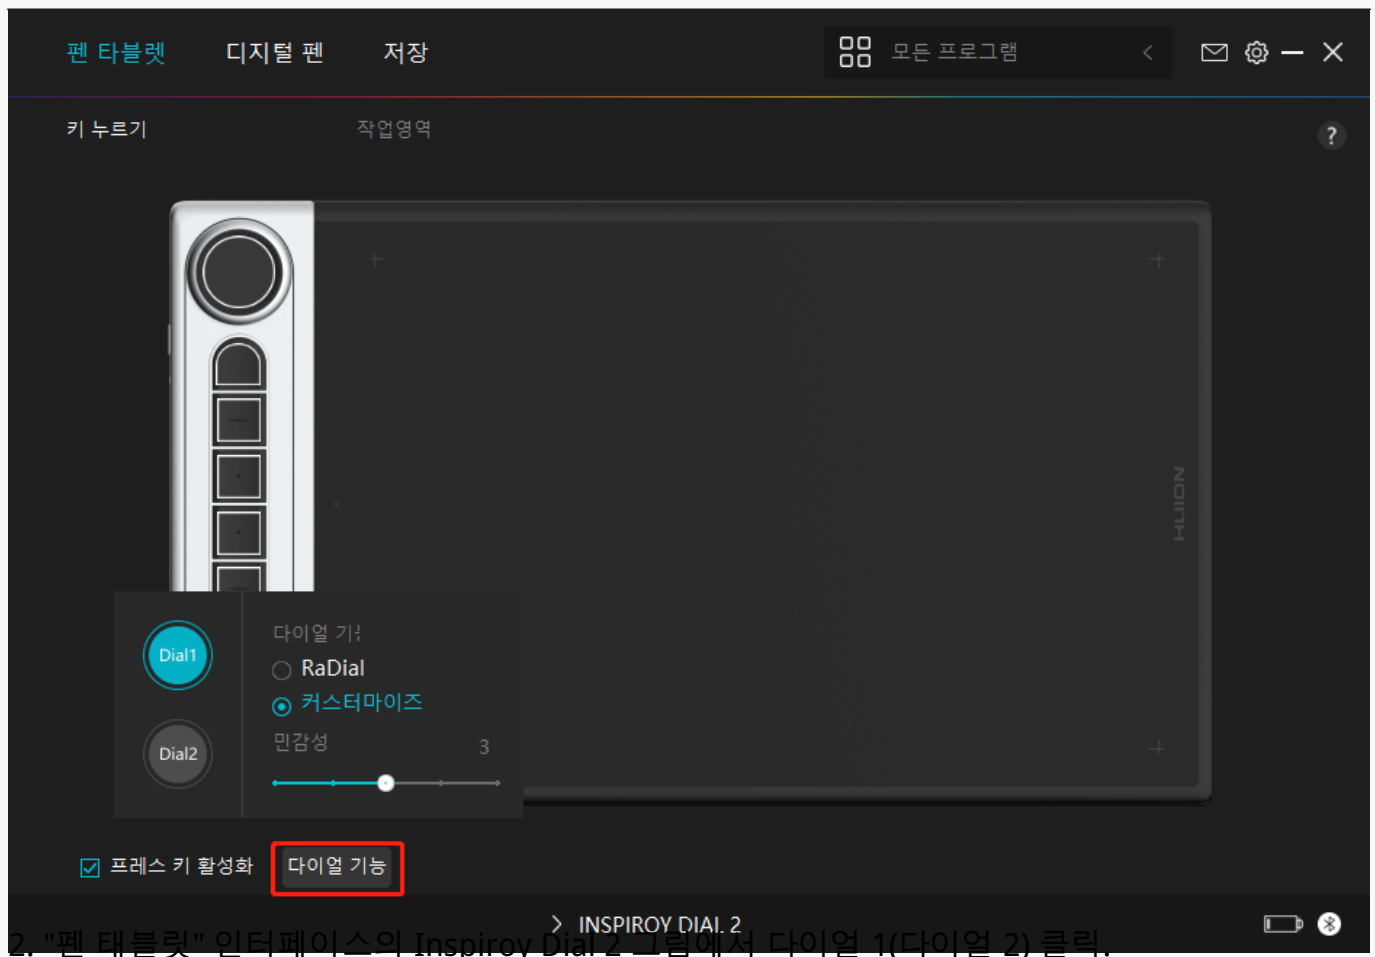 펜 타블렛 디지털 펜 저장 모든 프로그램
키 누르기 작업영역 ?
HUION
Dial1
Dial2
다이얼 기
RaDial
커스터마이즈
민감성 3
프레스 키 활성화 다이얼 기능
INSPIROY DIAL 2
2. "펜 태블릿" 인터페이스의 Inspiroy Dial 2 그림에서 다이얼 1(다이얼 2) 클릭.